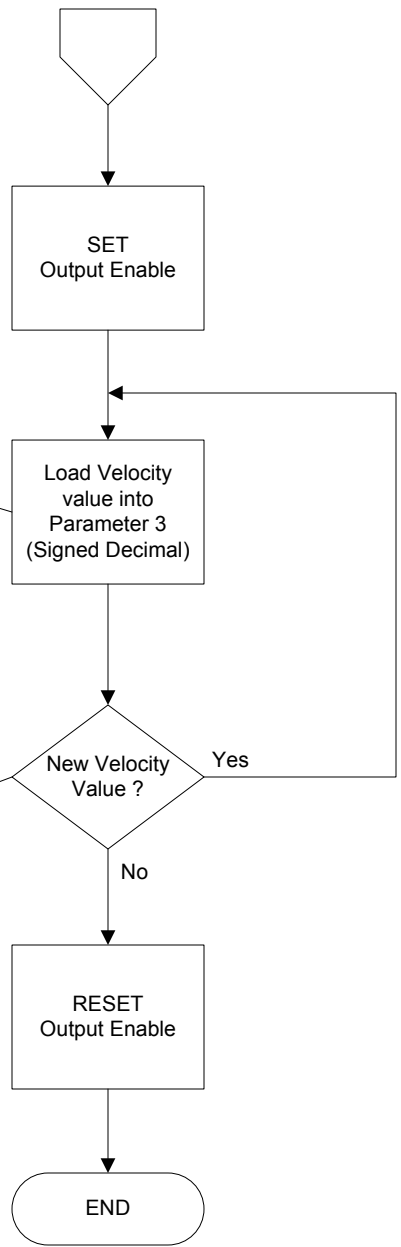 SET
Output Enable
Load Velocity
value into
Parameter 3
(Signed Decimal)
New Velocity
Value ?
Yes
No
RESET
Output Enable
END